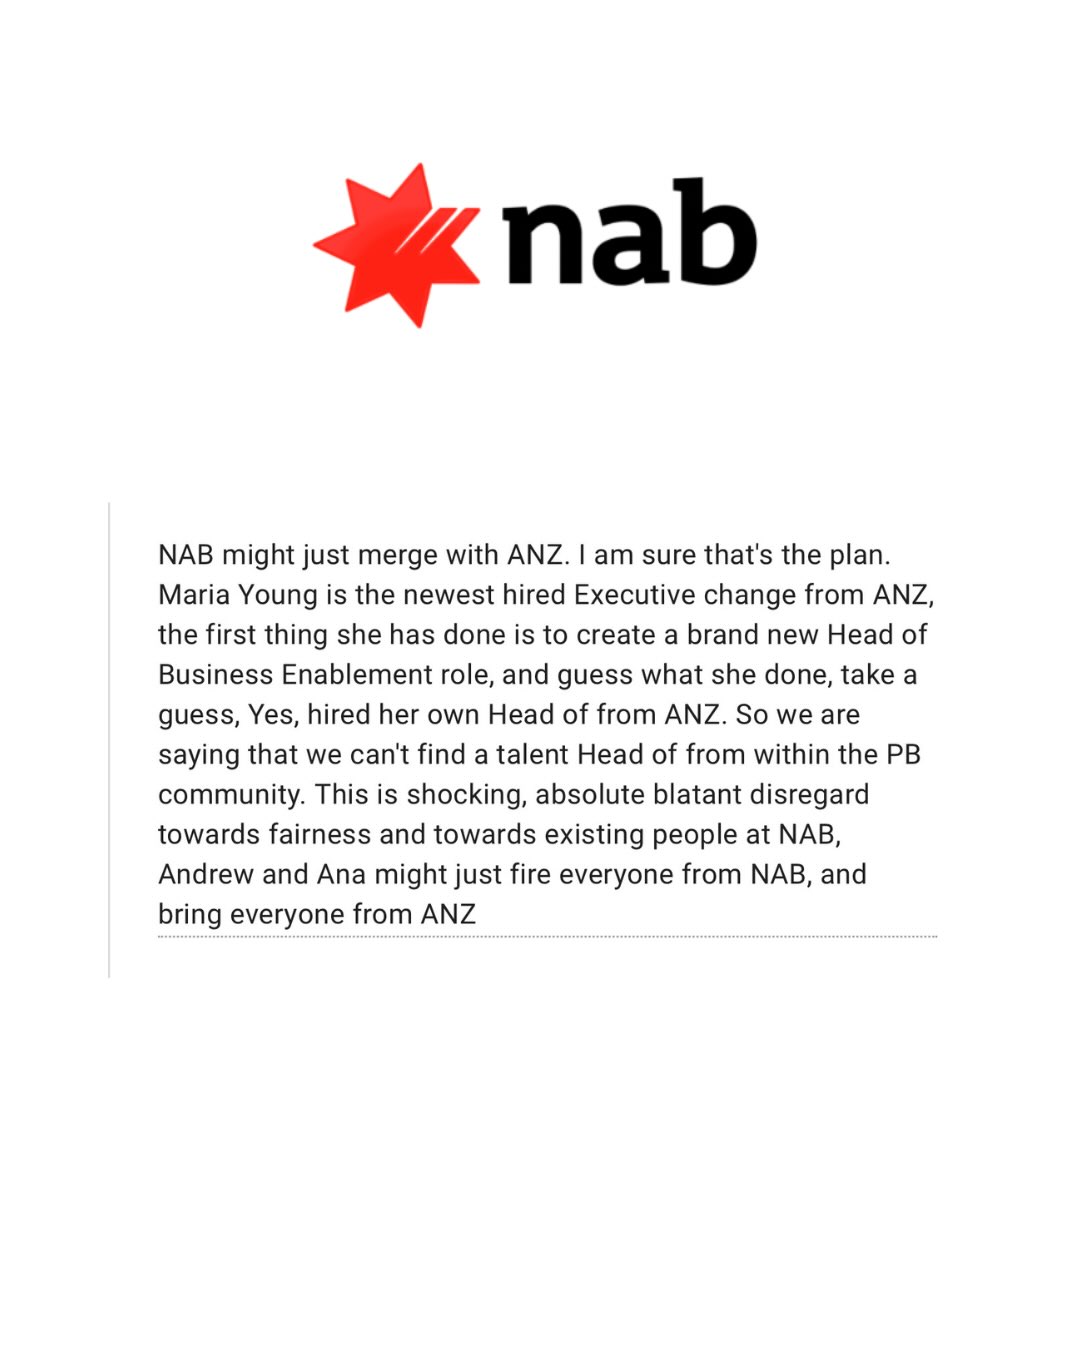 nab
NAB might just merge with ANZ. I am sure that's the plan.
Maria Young is the newest hired Executive change from ANZ,
the first thing she has done is to create a brand new Head of
Business Enablement role, and guess what she done, take a
guess, Yes, hired her own Head of from ANZ. So we are
saying that we can't find a talent Head of from within the PB
community. This is shocking, absolute blatant disregard
towards fairness and towards existing people at NAB,
Andrew and Ana might just fire everyone from NAB, and
bring everyone from ANZ